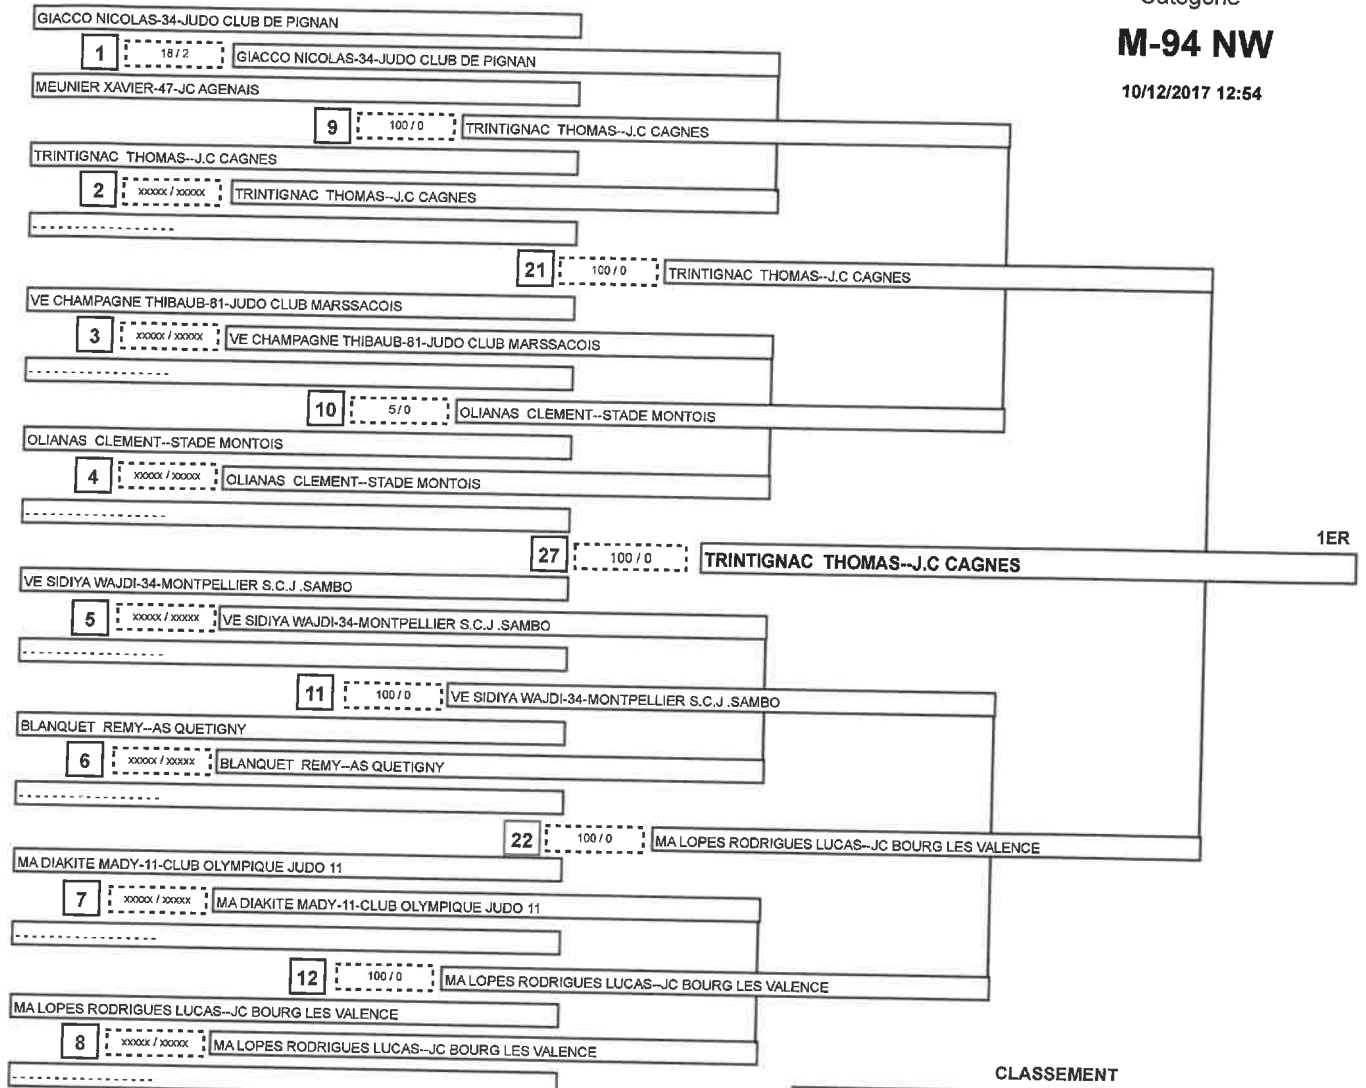 Catégorie
M-94 NW
10/12/2017 12:54
GIACCO NICOLAS-34-JUDO CLUB DE PIGNAN
1 18/2 GIACCO NICOLAS-34-JUDO CLUB DE PIGNAN
MEUNIER XAVIER-47-JC AGENAIS
9 100/0 TRINTIGNAC THOMAS--J.C CAGNES
TRINTIGNAC THOMAS--J.C CAGNES
2 xxxxx/xxxxx TRINTIGNAC THOMAS--J.C CAGNES
----------------
21 100/0 TRINTIGNAC THOMAS--J.C CAGNES
VE CHAMPAGNE THIBAUB-81-JUDO CLUB MARSSACOIS
3 xxxxx/xxxxx VE CHAMPAGNE THIBAUB-81-JUDO CLUB MARSSACOIS
----------------
10 5/0 OLIANAS CLEMENT--STADE MONTOIS
OLIANAS CLEMENT--STADE MONTOIS
4 xxxxx/xxxxx OLIANAS CLEMENT--STADE MONTOIS
----------------
1ER
27 100/0 TRINTIGNAC THOMAS--J.C CAGNES
VE SIDIYA WAJDI-34-MONTPELLIER S.C.J .SAMBO
5 xxxxx/xxxxx VE SIDIYA WAJDI-34-MONTPELLIER S.C.J .SAMBO
----------------
11 100/0 VE SIDIYA WAJDI-34-MONTPELLIER S.C.J .SAMBO
BLANQUET REMY--AS QUETIGNY
6 xxxxx/xxxxx BLANQUET REMY--AS QUETIGNY
----------------
22 100/0 MA LOPES RODRIGUES LUCAS--JC BOURG LES VALENCE
MA DIAKITE MADY-11-CLUB OLYMPIQUE JUDO 11
7 xxxxx/xxxxx MA DIAKITE MADY-11-CLUB OLYMPIQUE JUDO 11
----------------
12 100/0 MA LOPES RODRIGUES LUCAS--JC BOURG LES VALENCE
MA LOPES RODRIGUES LUCAS--JC BOURG LES VALENCE
8 xxxxx/xxxxx MA LOPES RODRIGUES LUCAS--JC BOURG LES VALENCE
----------------
CLASSEMENT